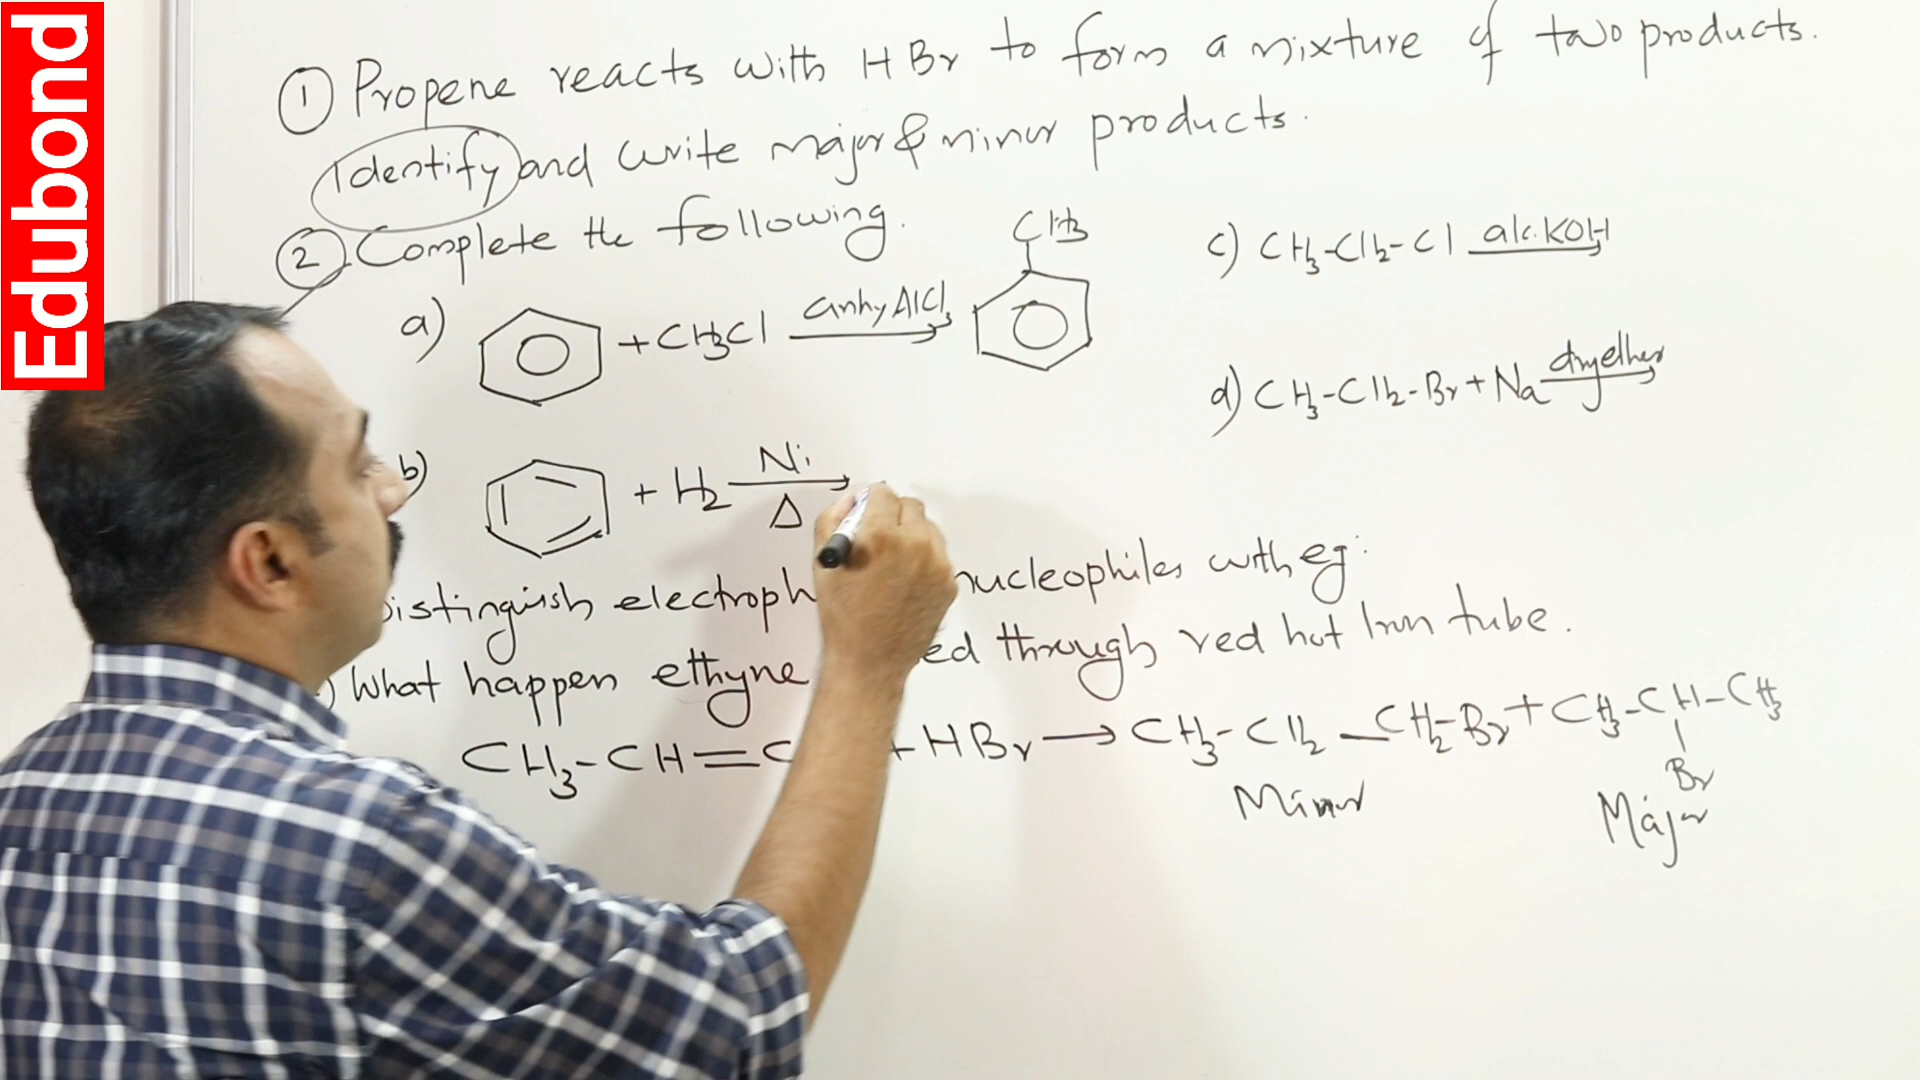 Edubond
① Propene reacts with HBr to form a mixture of two products.
Identify and write major & minor products.
② Complete the following.
a) + CH₃Cl anhy AlCl₃ → CH₃
b) + H₂ Ni Δ →
c) CH₃-CH₂-Cl alc. KOH →
d) CH₃-CH₂-Br + Na dry ether →
Distinguish nucleophiles with eg:
) What happen ethyne through red hot Iron tube.
CH₃-CH=C + HBr → CH₃-CH₂-CH₂-Br + CH₃-CH-CH₃
Br
Minor Major